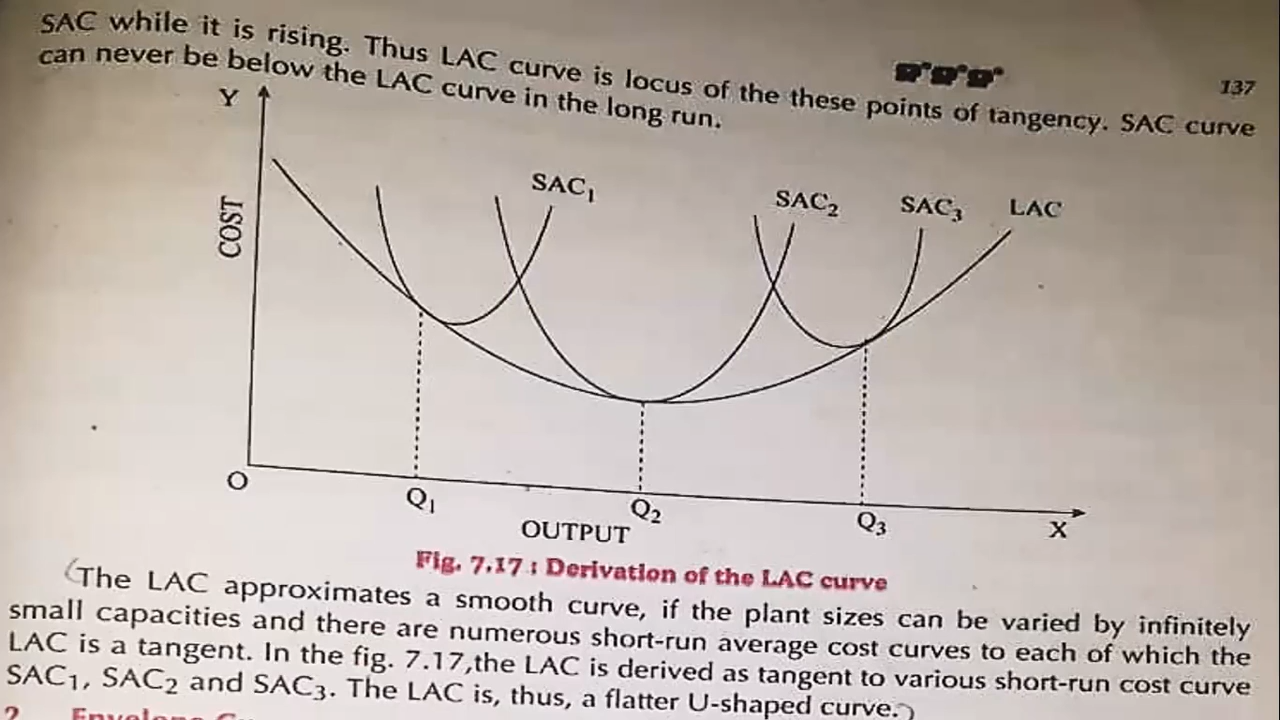 137
SAC while it is rising. Thus LAC curve is locus of the these points of tangency. SAC curve
can never be below the LAC curve in the long run.
Y
COST
SAC1
SAC2
SAC3
LAC
O
Q1
Q2
Q3
X
OUTPUT
Fig. 7.17 : Derivation of the LAC curve
(The LAC approximates a smooth curve, if the plant sizes can be varied by infinitely
small capacities and there are numerous short-run average cost curves to each of which the
LAC is a tangent. In the fig. 7.17,the LAC is derived as tangent to various short-run cost curve
SAC1, SAC2 and SAC3. The LAC is, thus, a flatter U-shaped curve.)